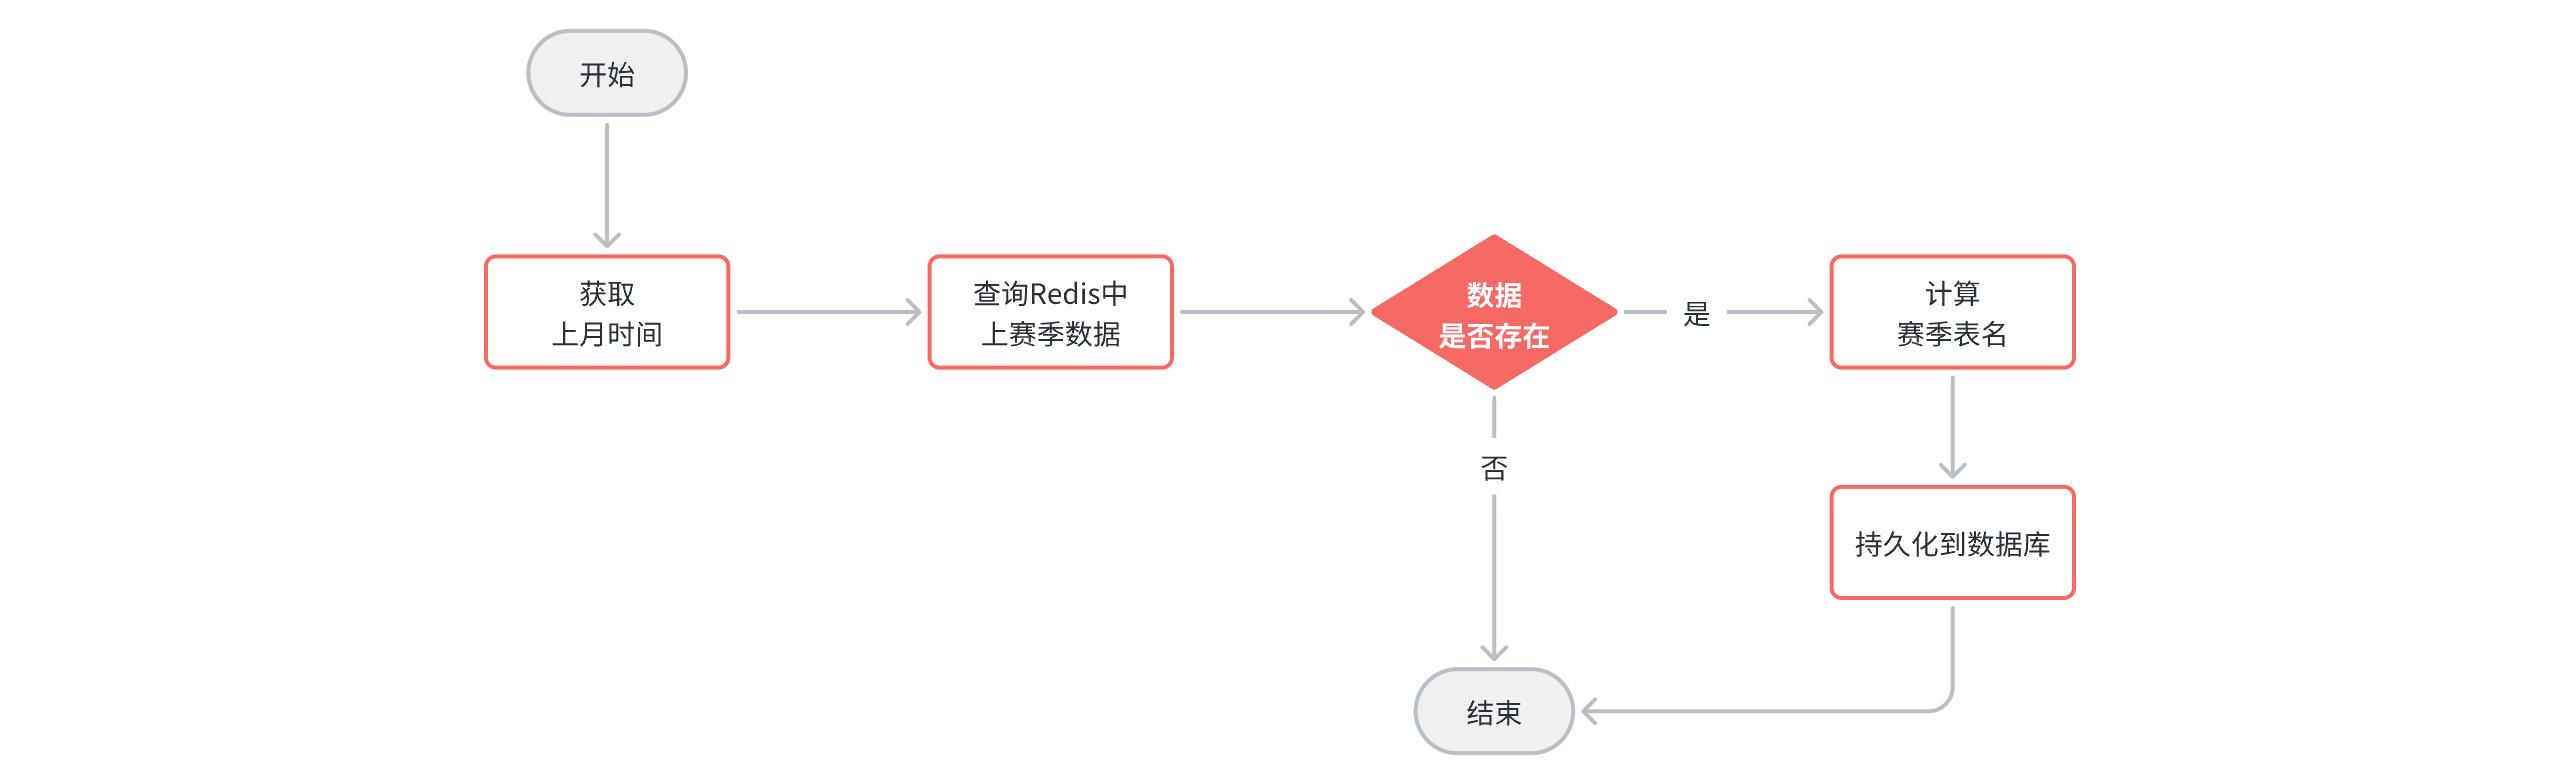 开始
获取
上月时间
查询Redis中
上赛季数据
数据
是否存在
是
计算
赛季表名
否
持久化到数据库
结束